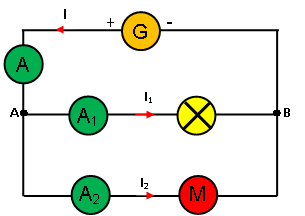 I
+ G -
A
A A₁ I₁ B
A₂ I₂ M